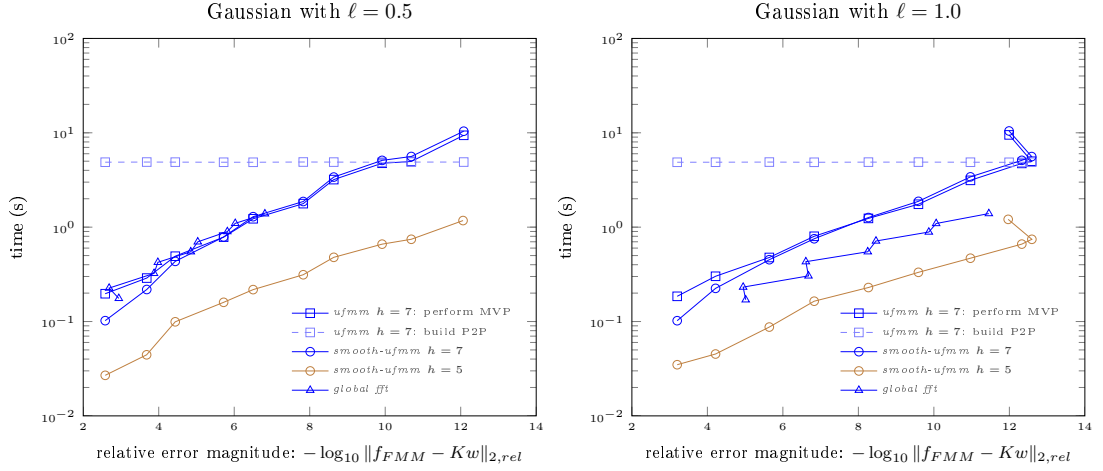 Gaussian with ℓ = 0.5
10²
10¹
10⁰
10⁻¹
10⁻²
time (s)
2 4 6 8 10 12 14
relative error magnitude: − log₁₀ ‖f_FMM − Kw‖₂,rel
ufmm h = 7: perform MVP
ufmm h = 7: build P2P
smooth-ufmm h = 7
smooth-ufmm h = 5
global fft
Gaussian with ℓ = 1.0
10²
10¹
10⁰
10⁻¹
10⁻²
time (s)
2 4 6 8 10 12 14
relative error magnitude: − log₁₀ ‖f_FMM − Kw‖₂,rel
ufmm h = 7: perform MVP
ufmm h = 7: build P2P
smooth-ufmm h = 7
smooth-ufmm h = 5
global fft